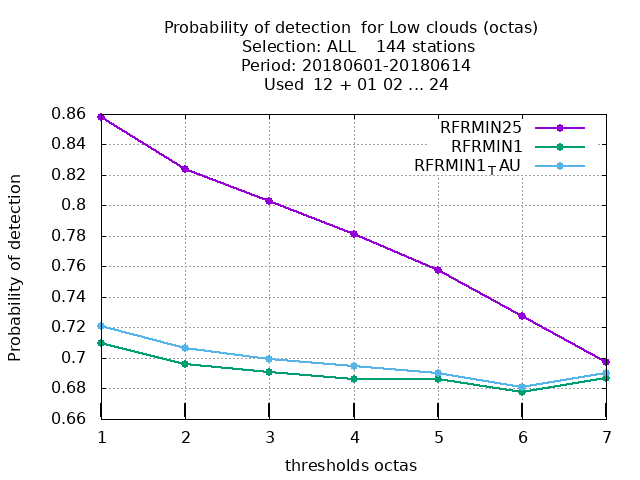 Probability of detection  for Low clouds (octas)
Selection: ALL    144 stations
Period: 20180601-20180614
Used  12 + 01 02 ... 24
RFRMIN25
RFRMIN1
RFRMIN1TAU
Probability of detection
0.86
0.84
0.82
0.8
0.78
0.76
0.74
0.72
0.7
0.68
0.66
1 2 3 4 5 6 7
thresholds octas